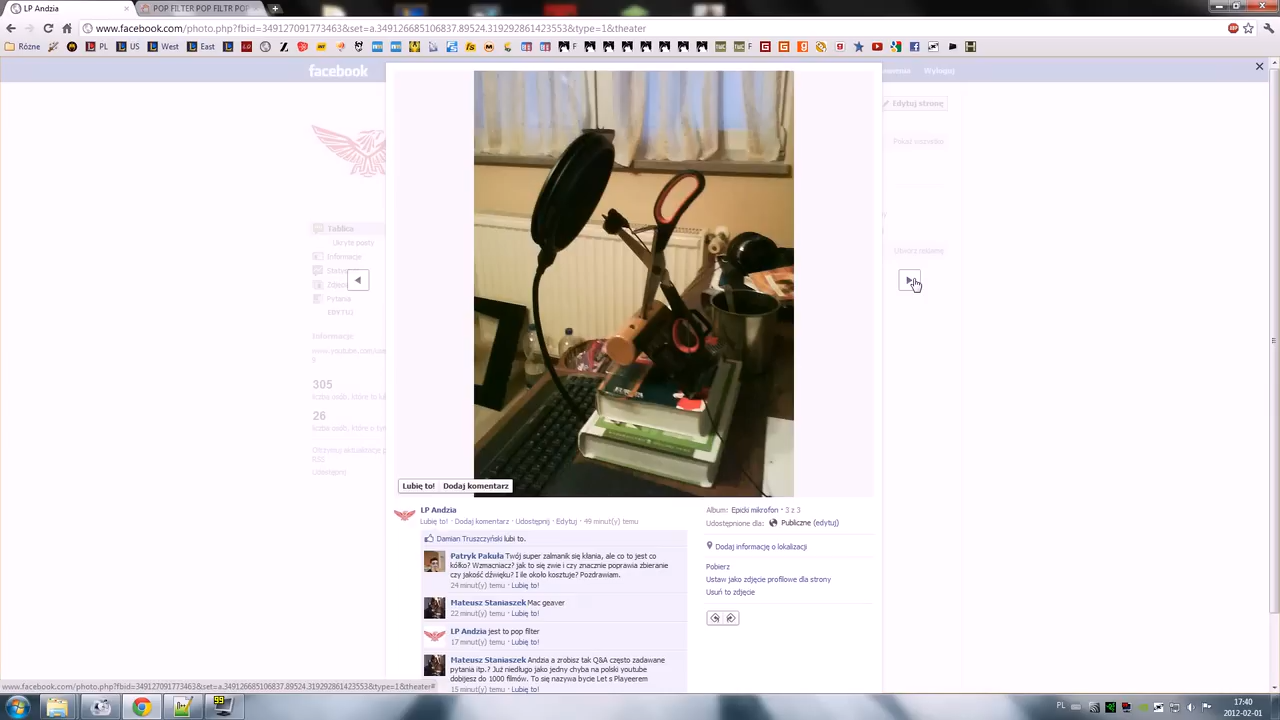 LP Andzia
POP FILTER POP FILTR POP
www.facebook.com/photo.php?fbid=349127091773463&set=a.349126685106837.89524.319292861423553&type=1&theater
Różne
PL
US
West
East
facebook
Wyloguj
Edytuj stronę
Tablica
Ukryte posty
Informacje
Pytania
EDYTUJ
Utwórz reklamę
Informacje
305
26
Udostępnij
Lubię to! Dodaj komentarz
LP Andzia
Lubię to! · Dodaj komentarz · Udostępnij · Edytuj · 49 minut(y) temu
Damian Truszczyński lubi to.
Patryk Pakuła Twój super zalmanik się kłania, ale co to jest co
kółko? Wzmacniacz? jak to się zwie i czy znacznie poprawia zbieranie
czy jakość dźwięku? I ile około kosztuje? Pozdrawiam.
24 minut(y) temu · Lubię to!
Mateusz Staniaszek Mac geaver
22 minut(y) temu · Lubię to!
LP Andzia jest to pop filter
17 minut(y) temu · Lubię to!
Mateusz Staniaszek Andzia a zrobisz tak Q&A często zadawane
pytania itp.? Już niedługo jako jedny chyba na polski youtube
dobijesz do 1000 filmów. To się nazywa bycie Let s Playeerem
15 minut(y) temu · Lubię to!
Album: Epicki mikrofon · 3 z 3
Udostępnione dla: Publiczne (edytuj)
Dodaj informację o lokalizacji
Pobierz
Ustaw jako zdjęcie profilowe dla strony
Usuń to zdjęcie
www.facebook.com/photo.php?fbid=349127091773463&set=a.349126685106837.89524.319292861423553&type=1&theater#
PL
17:40
2012-02-01